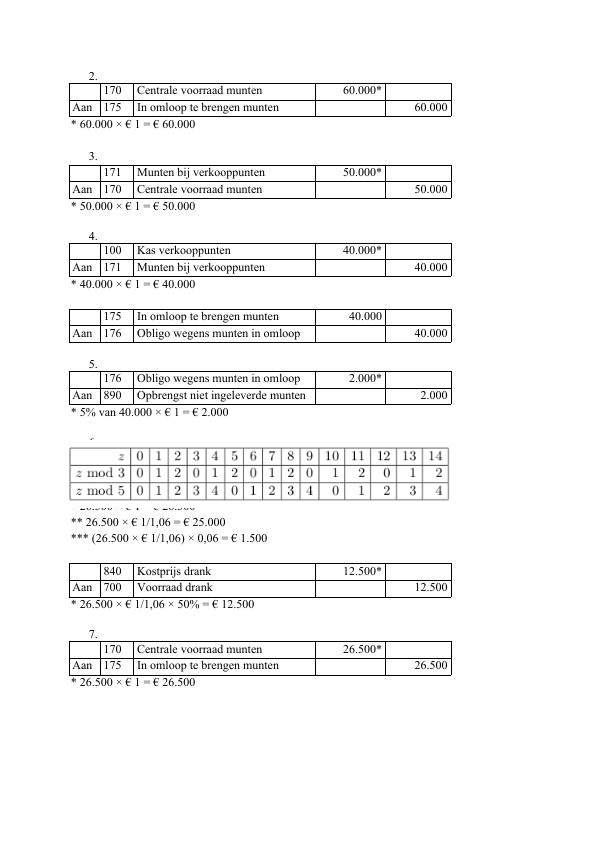 2.
170 Centrale voorraad munten 60.000*
Aan 175 In omloop te brengen munten 60.000
* 60.000 × € 1 = € 60.000
3.
171 Munten bij verkooppunten 50.000*
Aan 170 Centrale voorraad munten 50.000
* 50.000 × € 1 = € 50.000
4.
100 Kas verkooppunten 40.000*
Aan 171 Munten bij verkooppunten 40.000
* 40.000 × € 1 = € 40.000
175 In omloop te brengen munten 40.000
Aan 176 Obligo wegens munten in omloop 40.000
5.
176 Obligo wegens munten in omloop 2.000*
Aan 890 Opbrengst niet ingeleverde munten 2.000
* 5% van 40.000 × € 1 = € 2.000
z 0 1 2 3 4 5 6 7 8 9 10 11 12 13 14
z mod 3 0 1 2 0 1 2 0 1 2 0 1 2 0 1 2
z mod 5 0 1 2 3 4 0 1 2 3 4 0 1 2 3 4
** 26.500 × € 1/1,06 = € 25.000
*** (26.500 × € 1/1,06) × 0,06 = € 1.500
840 Kostprijs drank 12.500*
Aan 700 Voorraad drank 12.500
* 26.500 × € 1/1,06 × 50% = € 12.500
7.
170 Centrale voorraad munten 26.500*
Aan 175 In omloop te brengen munten 26.500
* 26.500 × € 1 = € 26.500